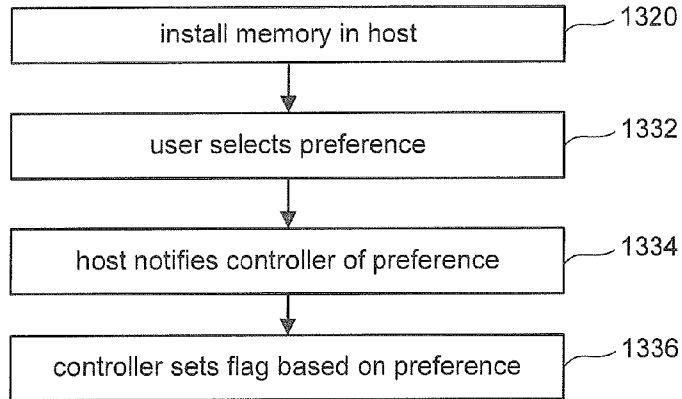 install memory in host
1320
user selects preference
1332
host notifies controller of preference
1334
controller sets flag based on preference
1336